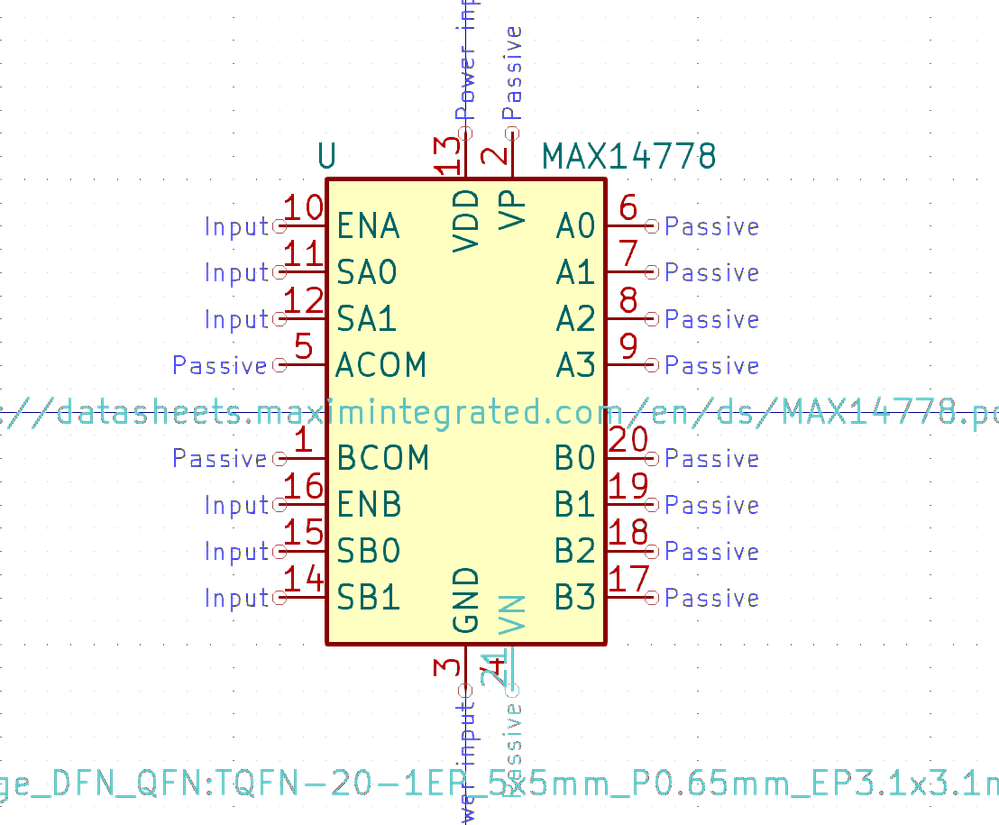 Power inp
Passive
13
2
U
MAX14778
VDD
VP
Input 10 ENA
A0 6 Passive
Input 11 SA0
A1 7 Passive
Input 12 SA1
A2 8 Passive
Passive 5 ACOM
A3 9 Passive
://datasheets.maximintegrated.com/en/ds/MAX14778.pd
Passive 1 BCOM
B0 20 Passive
Input 16 ENB
B1 19 Passive
Input 15 SB0
B2 18 Passive
Input 14 SB1
B3 17 Passive
GND
VN
3
4
21
wer input
Passive
ge_DFN_QFN:TQFN-20-1EP_5x5mm_P0.65mm_EP3.1x3.1m